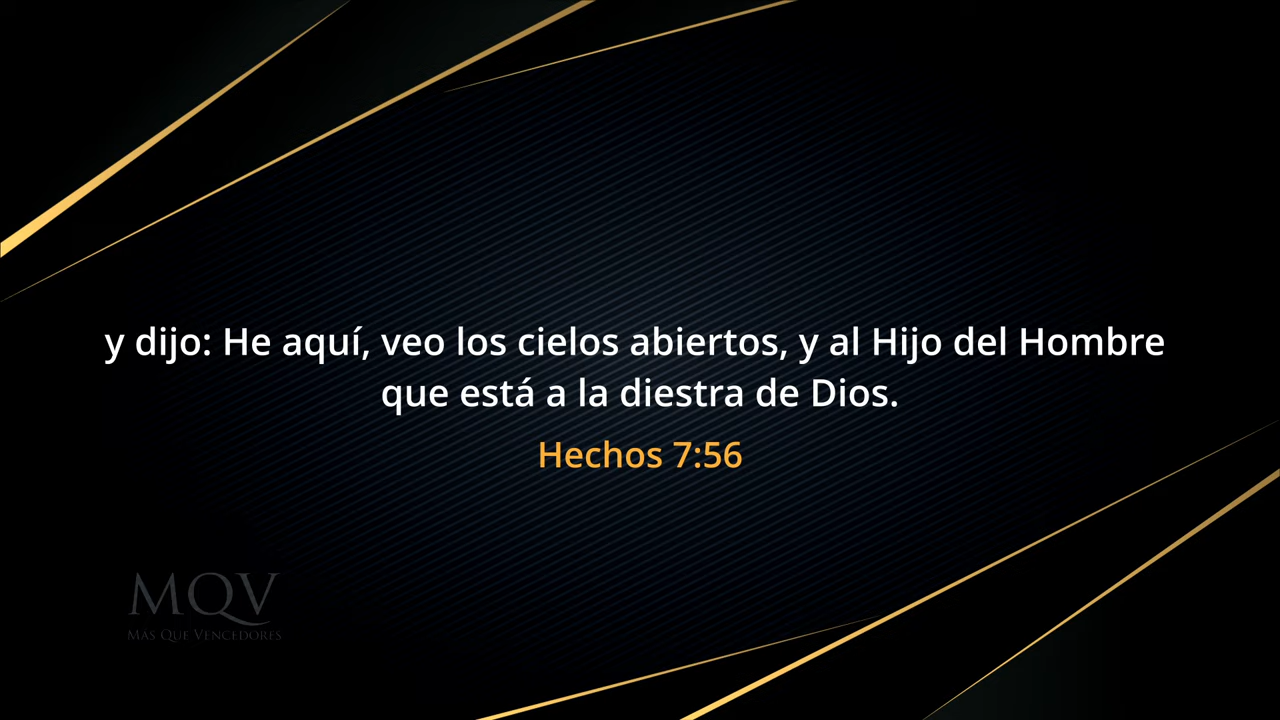 y dijo: He aquí, veo los cielos abiertos, y al Hijo del Hombre
que está a la diestra de Dios.
Hechos 7:56
MQV
MAS QUE VENCEDORES